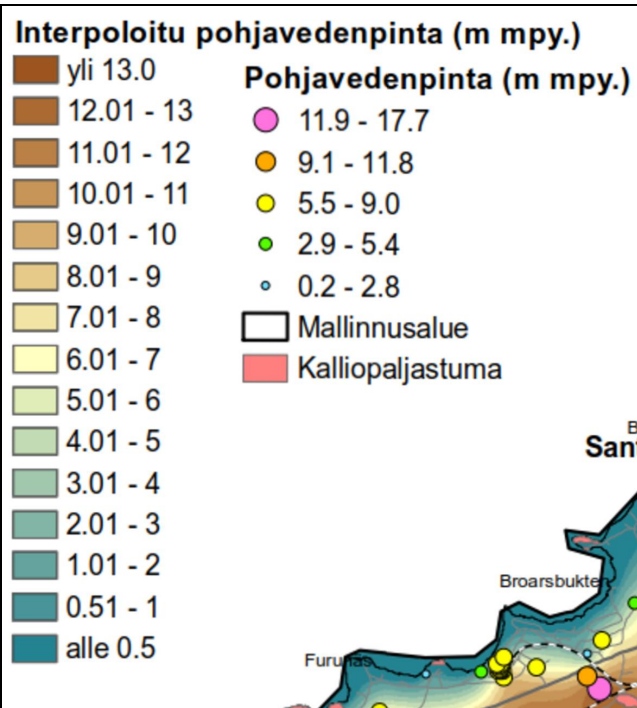 Interpoloitu pohjavedenpinta (m mpy.)
yli 13.0
12.01 - 13
11.01 - 12
10.01 - 11
9.01 - 10
8.01 - 9
7.01 - 8
6.01 - 7
5.01 - 6
4.01 - 5
3.01 - 4
2.01 - 3
1.01 - 2
0.51 - 1
alle 0.5
Pohjavedenpinta (m mpy.)
11.9 - 17.7
9.1 - 11.8
5.5 - 9.0
2.9 - 5.4
0.2 - 2.8
Mallinnusalue
Kalliopaljastuma
B
Sant
Broarsbukten
Furunäs